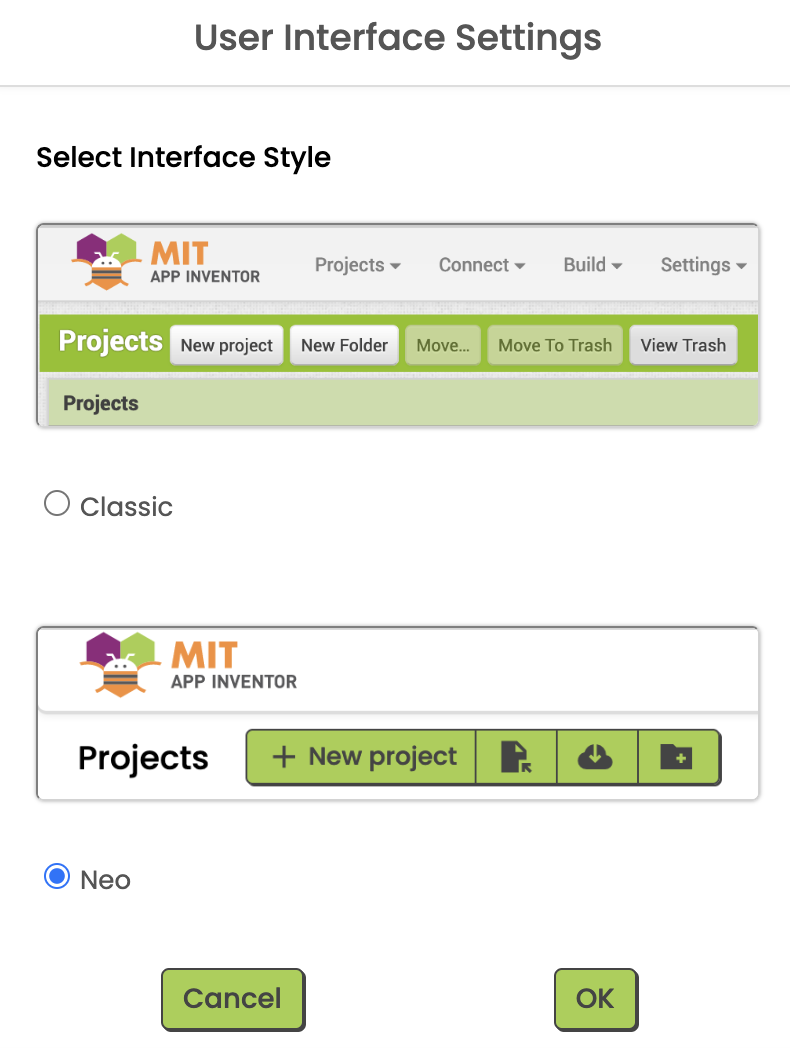 User Interface Settings
Select Interface Style
MIT
APP INVENTOR
Projects Connect Build Settings
Projects New project New Folder Move... Move To Trash View Trash
Projects
Classic
MIT
APP INVENTOR
Projects + New project
Neo
Cancel OK